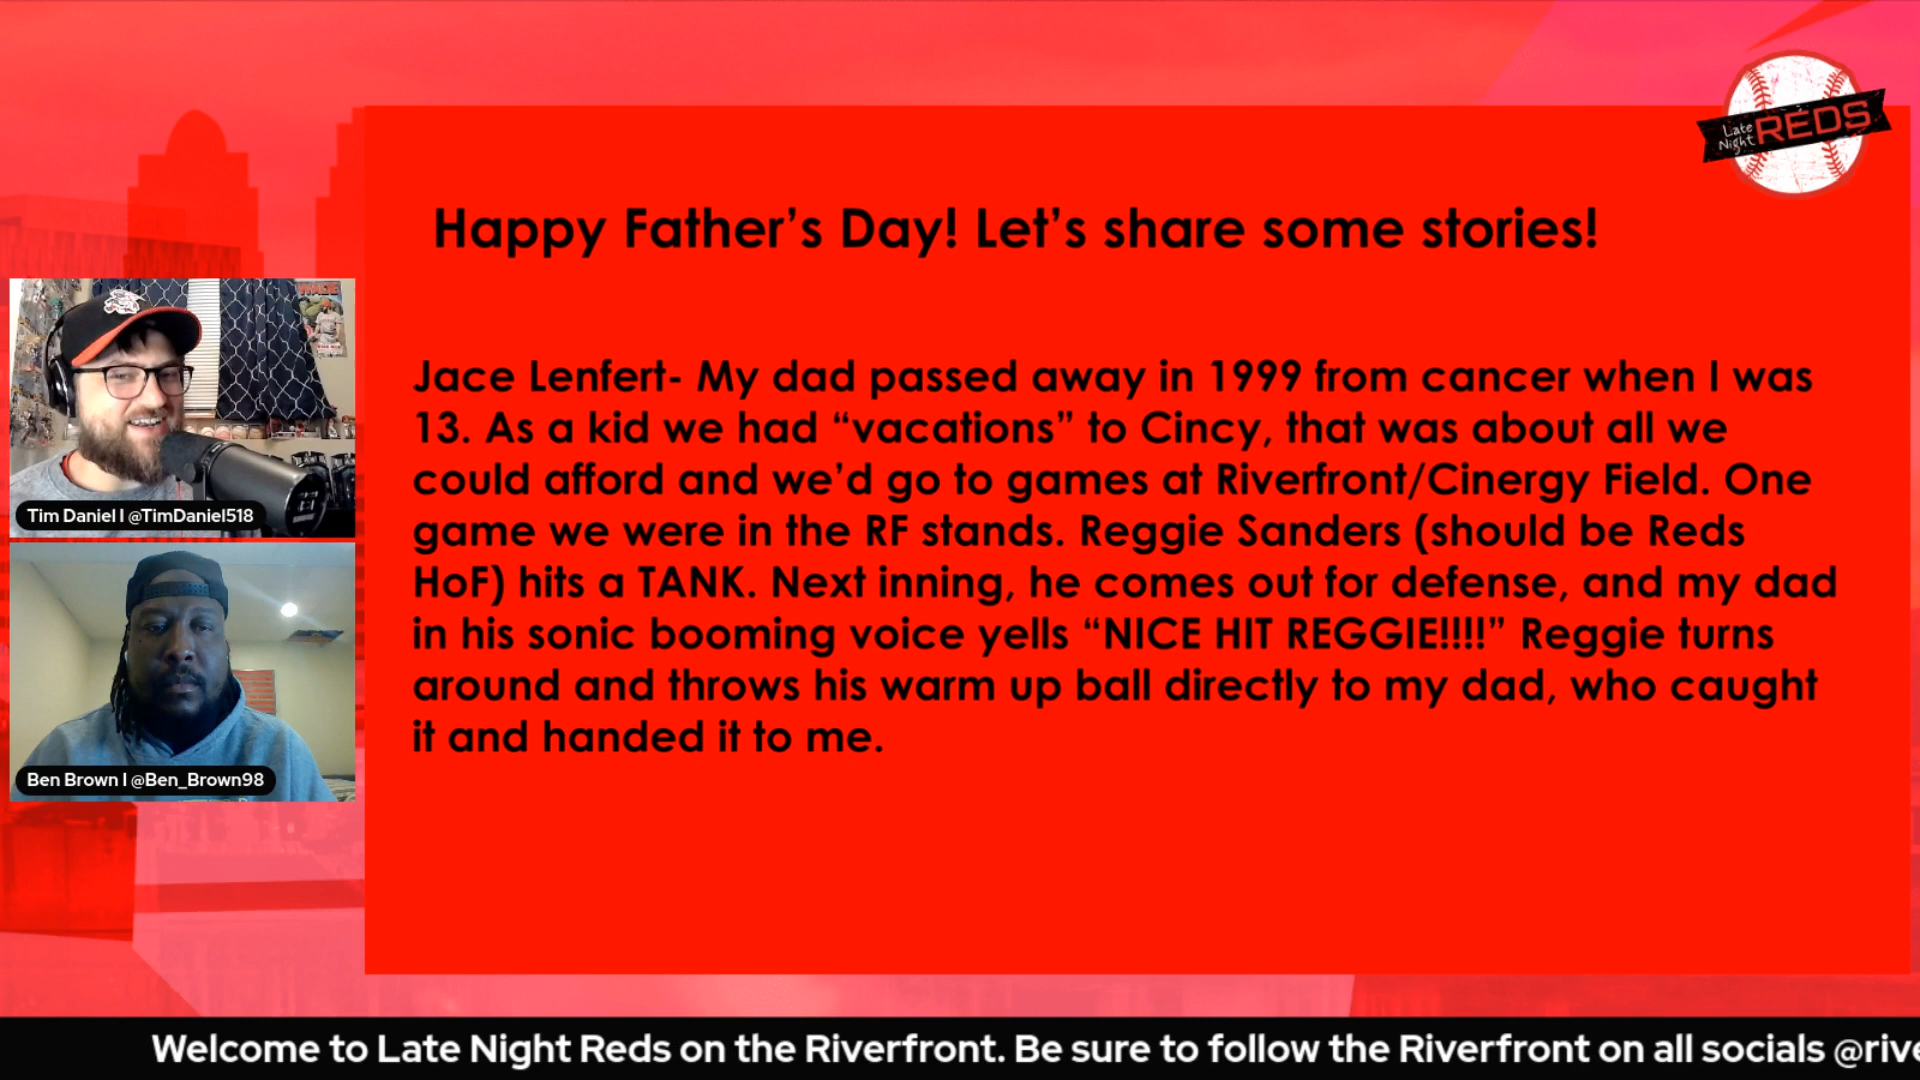 Late
Night REDS
Happy Father’s Day! Let’s share some stories!
Jace Lenfert- My dad passed away in 1999 from cancer when I was
13. As a kid we had “vacations” to Cincy, that was about all we
could afford and we’d go to games at Riverfront/Cinergy Field. One
game we were in the RF stands. Reggie Sanders (should be Reds
HoF) hits a TANK. Next inning, he comes out for defense, and my dad
in his sonic booming voice yells “NICE HIT REGGIE!!!!” Reggie turns
around and throws his warm up ball directly to my dad, who caught
it and handed it to me.
Tim Daniel I @TimDaniel518
Ben Brown I @Ben_Brown98
Welcome to Late Night Reds on the Riverfront. Be sure to follow the Riverfront on all socials @rive